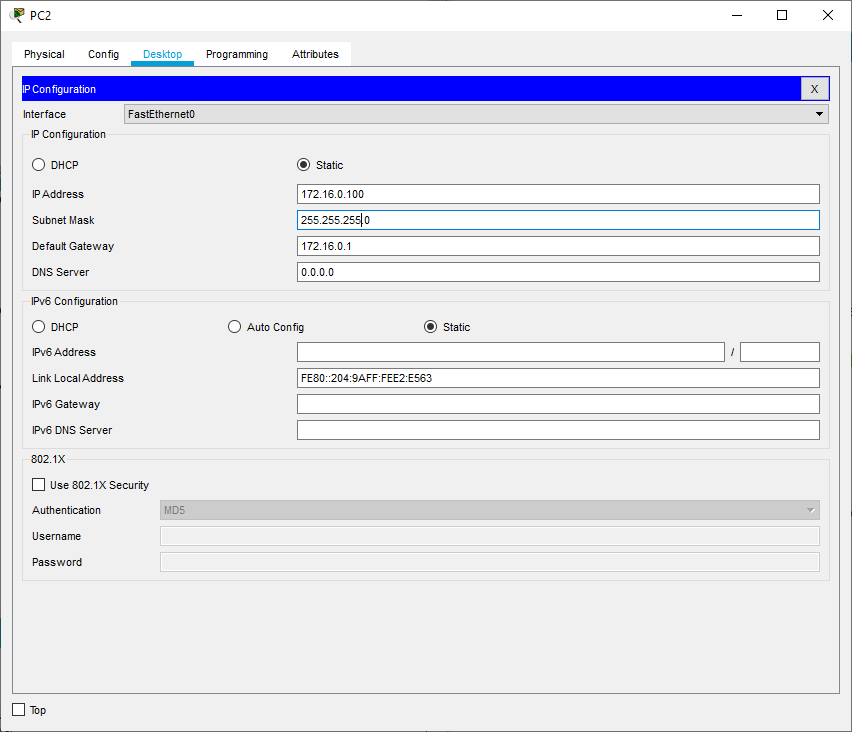 PC2
Physical Config Desktop Programming Attributes
IP Configuration X
Interface FastEthernet0
IP Configuration
DHCP Static
IP Address 172.16.0.100
Subnet Mask 255.255.255.0
Default Gateway 172.16.0.1
DNS Server 0.0.0.0
IPv6 Configuration
DHCP Auto Config Static
IPv6 Address /
Link Local Address FE80::204:9AFF:FEE2:E563
IPv6 Gateway
IPv6 DNS Server
802.1X
Use 802.1X Security
Authentication MD5
Username
Password
Top